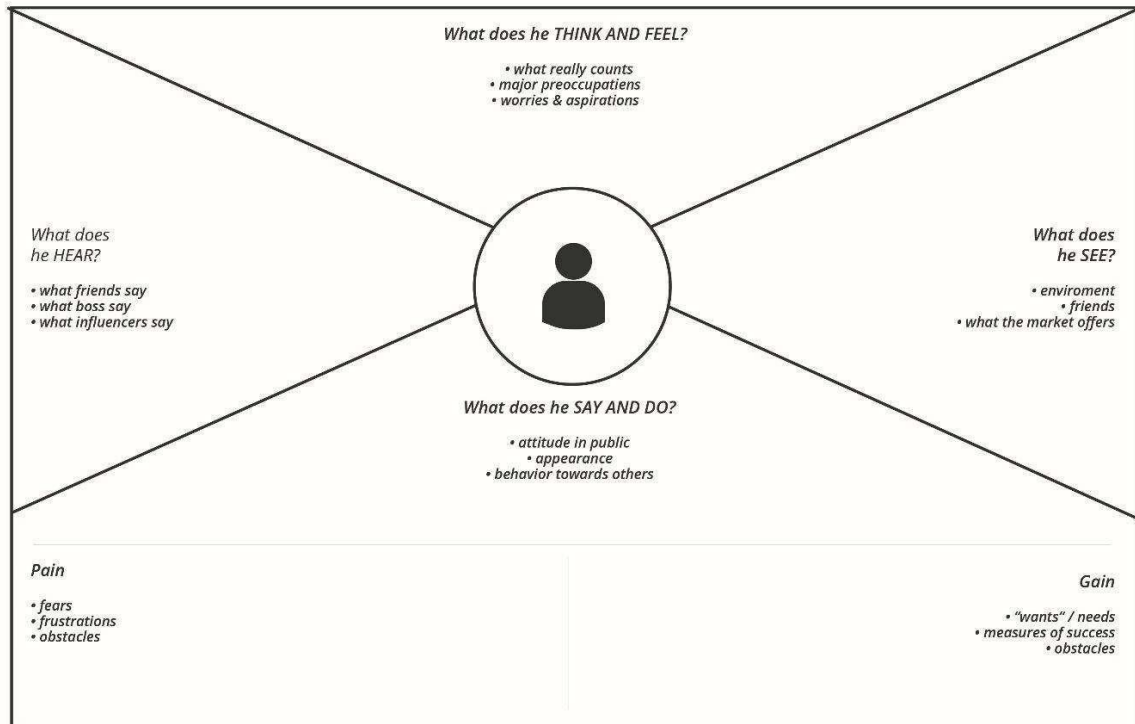 What does he THINK AND FEEL?
• what really counts
• major preoccupatiens
• worries & aspirations
What does
he HEAR?
• what friends say
• what boss say
• what influencers say
What does
he SEE?
• enviroment
• friends
• what the market offers
What does he SAY AND DO?
• attitude in public
• appearance
• behavior towards others
Pain
• fears
• frustrations
• obstacles
Gain
• “wants“ / needs
• measures of success
• obstacles